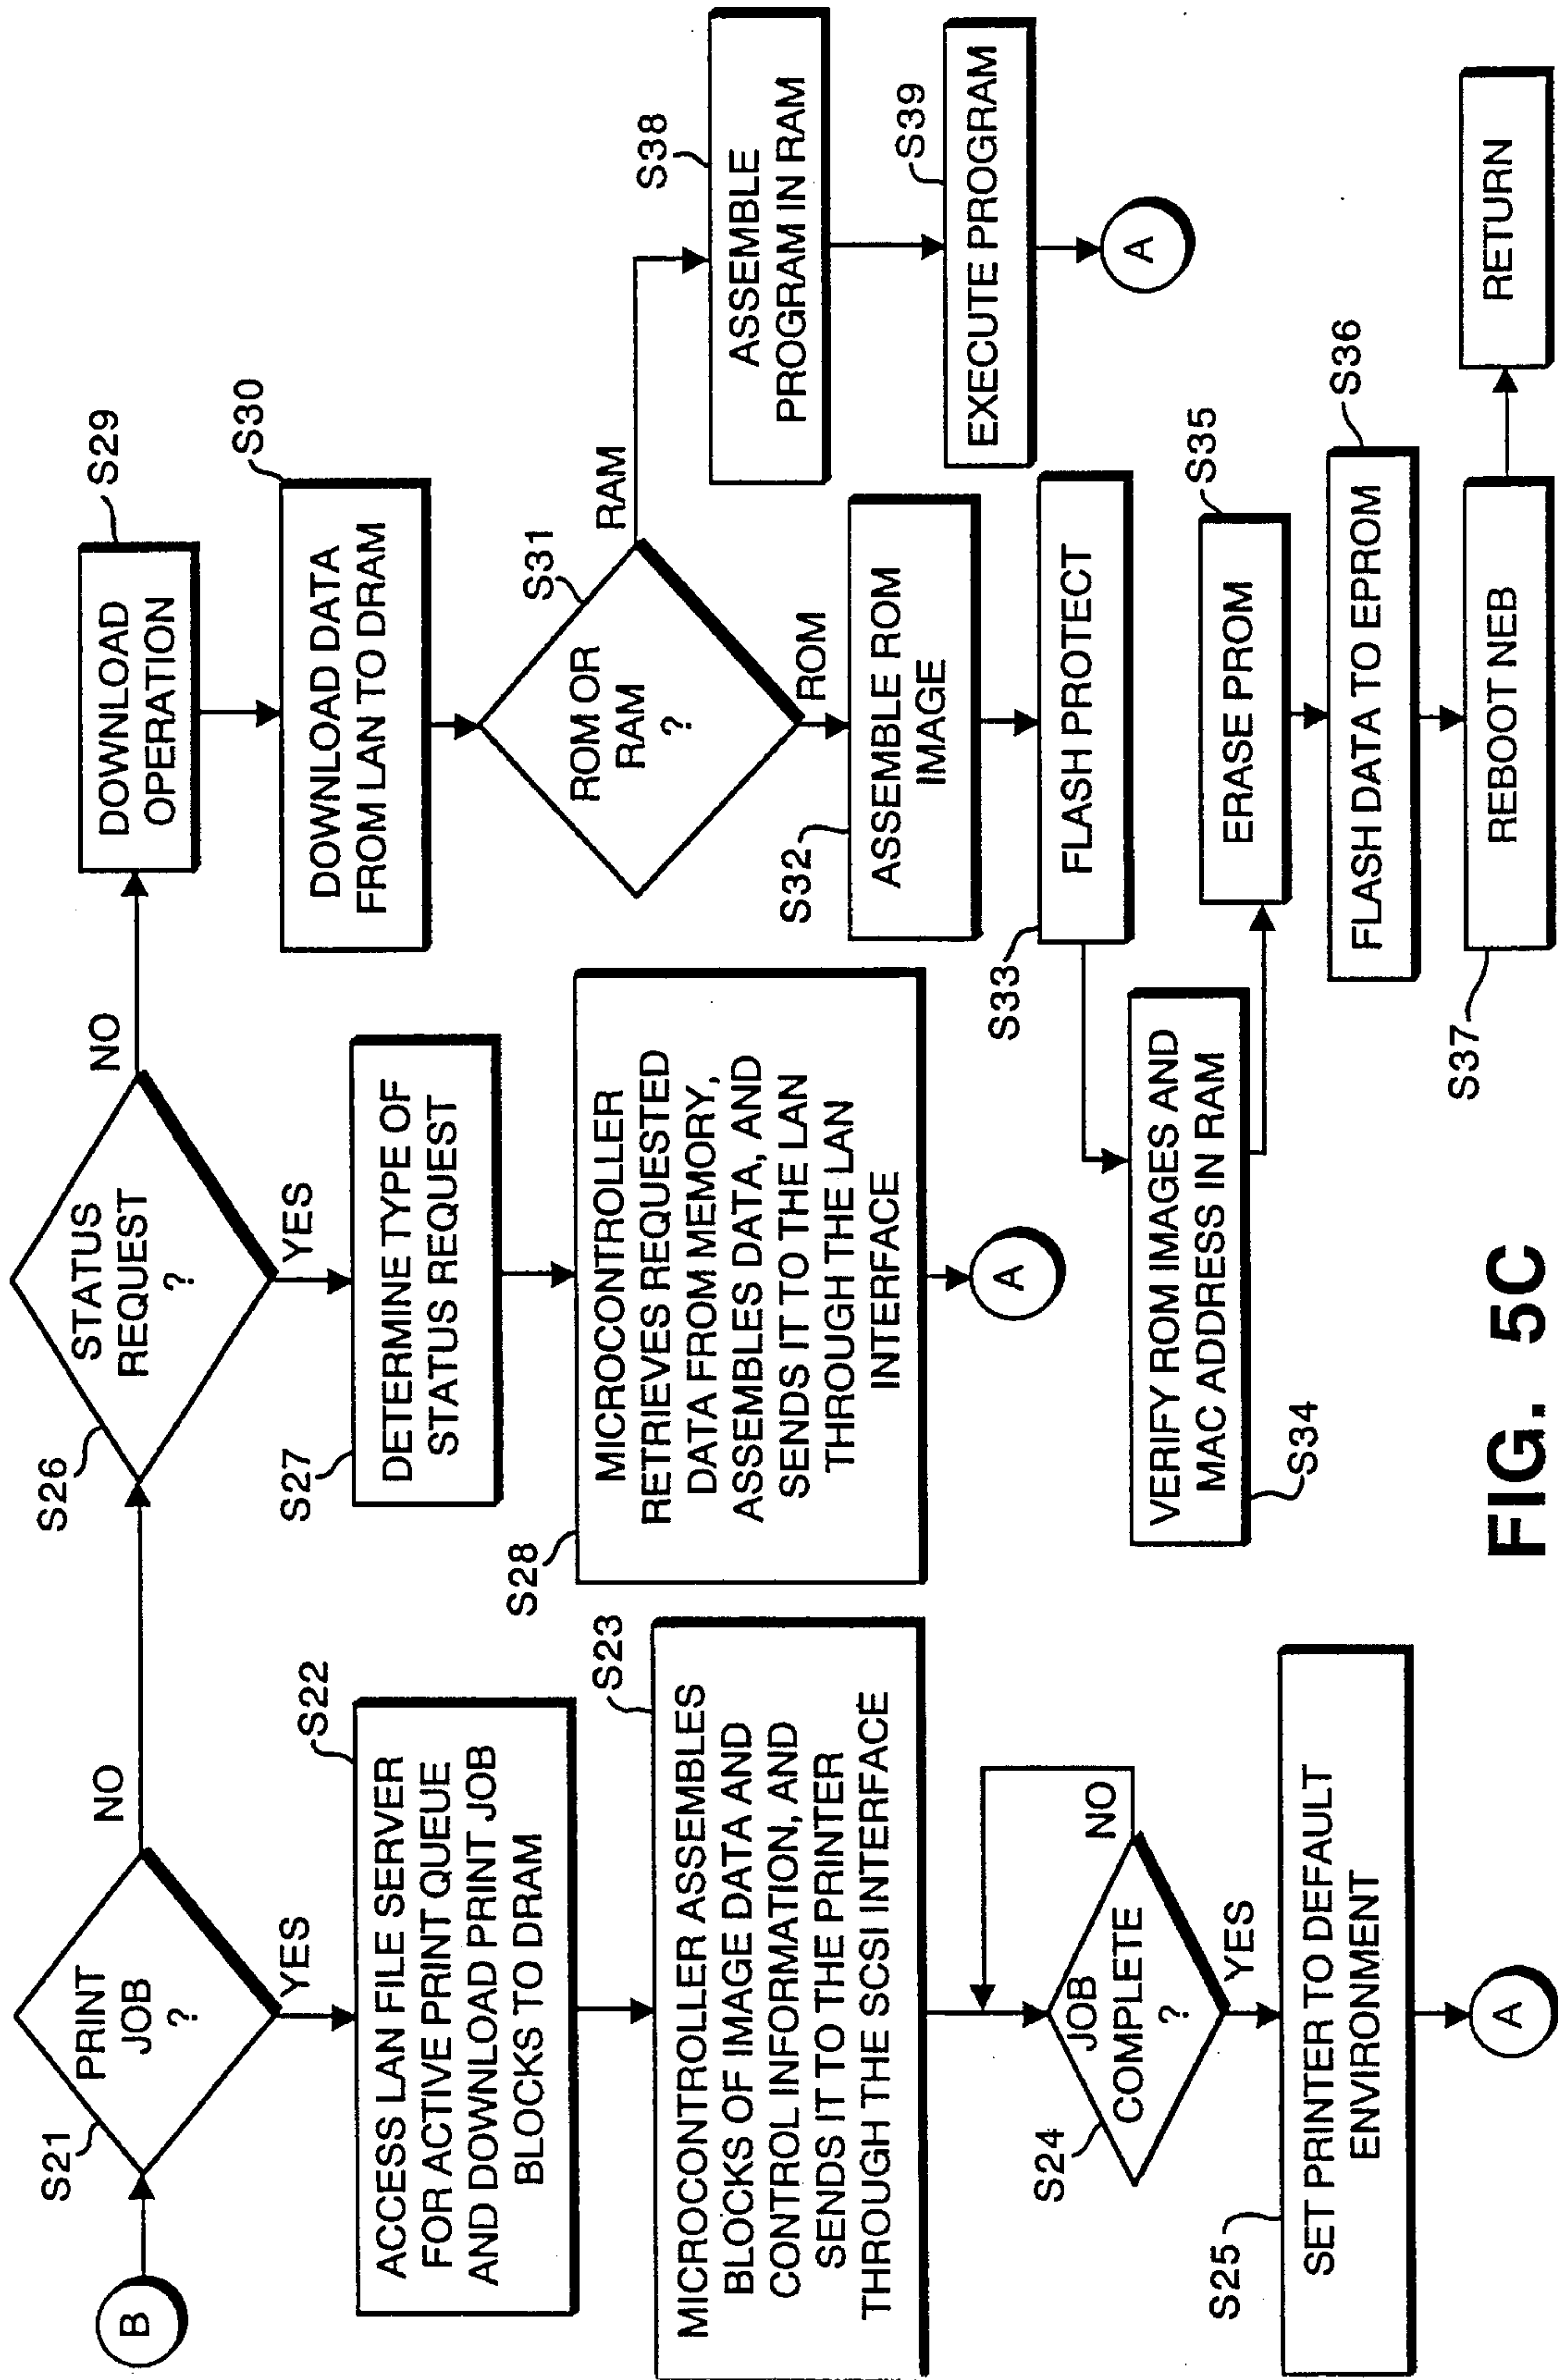 B
S21
PRINT
JOB
?
NO
YES
S22
ACCESS LAN FILE SERVER
FOR ACTIVE PRINT QUEUE
AND DOWNLOAD PRINT JOB
BLOCKS TO DRAM
S23
MICROCONTROLLER ASSEMBLES
BLOCKS OF IMAGE DATA AND
CONTROL INFORMATION, AND
SENDS IT TO THE PRINTER
THROUGH THE SCSI INTERFACE
S24
JOB
COMPLETE
?
NO
YES
S25
SET PRINTER TO DEFAULT
ENVIRONMENT
A
S26
STATUS
REQUEST
?
NO
YES
S27
DETERMINE TYPE OF
STATUS REQUEST
S28
MICROCONTROLLER
RETRIEVES REQUESTED
DATA FROM MEMORY,
ASSEMBLES DATA, AND
SENDS IT TO THE LAN
THROUGH THE LAN
INTERFACE
A
S29
DOWNLOAD
OPERATION
S30
DOWNLOAD DATA
FROM LAN TO DRAM
S31
ROM OR
RAM
?
RAM
ROM
S32
ASSEMBLE ROM
IMAGE
S33
FLASH PROTECT
VERIFY ROM IMAGES AND
MAC ADDRESS IN RAM
S34
S35
ERASE PROM
S36
FLASH DATA TO EPROM
S37
REBOOT NEB
RETURN
S38
ASSEMBLE
PROGRAM IN RAM
S39
EXECUTE PROGRAM
A
FIG. 5C